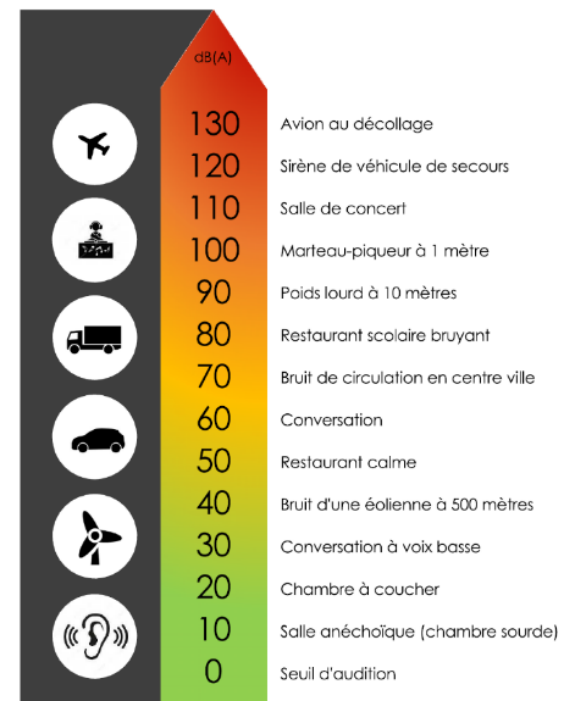 dB(A)
130 Avion au décollage
120 Sirène de véhicule de secours
110 Salle de concert
100 Marteau-piqueur à 1 mètre
90 Poids lourd à 10 mètres
80 Restaurant scolaire bruyant
70 Bruit de circulation en centre ville
60 Conversation
50 Restaurant calme
40 Bruit d'une éolienne à 500 mètres
30 Conversation à voix basse
20 Chambre à coucher
10 Salle anéchoïque (chambre sourde)
0 Seuil d'audition